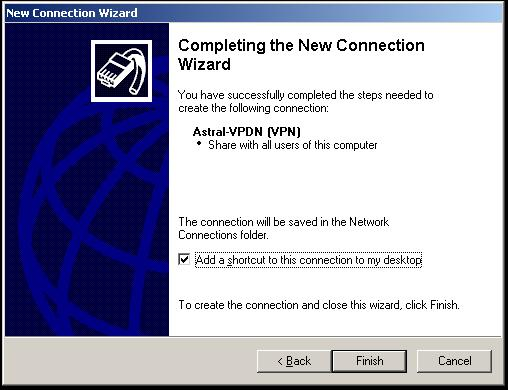 New Connection Wizard
Completing the New Connection
Wizard
You have successfully completed the steps needed to
create the following connection:
Astral-VPDN (VPN)
• Share with all users of this computer
The connection will be saved in the Network
Connections folder.
Add a shortcut to this connection to my desktop
To create the connection and close this wizard, click Finish.
< Back
Finish
Cancel